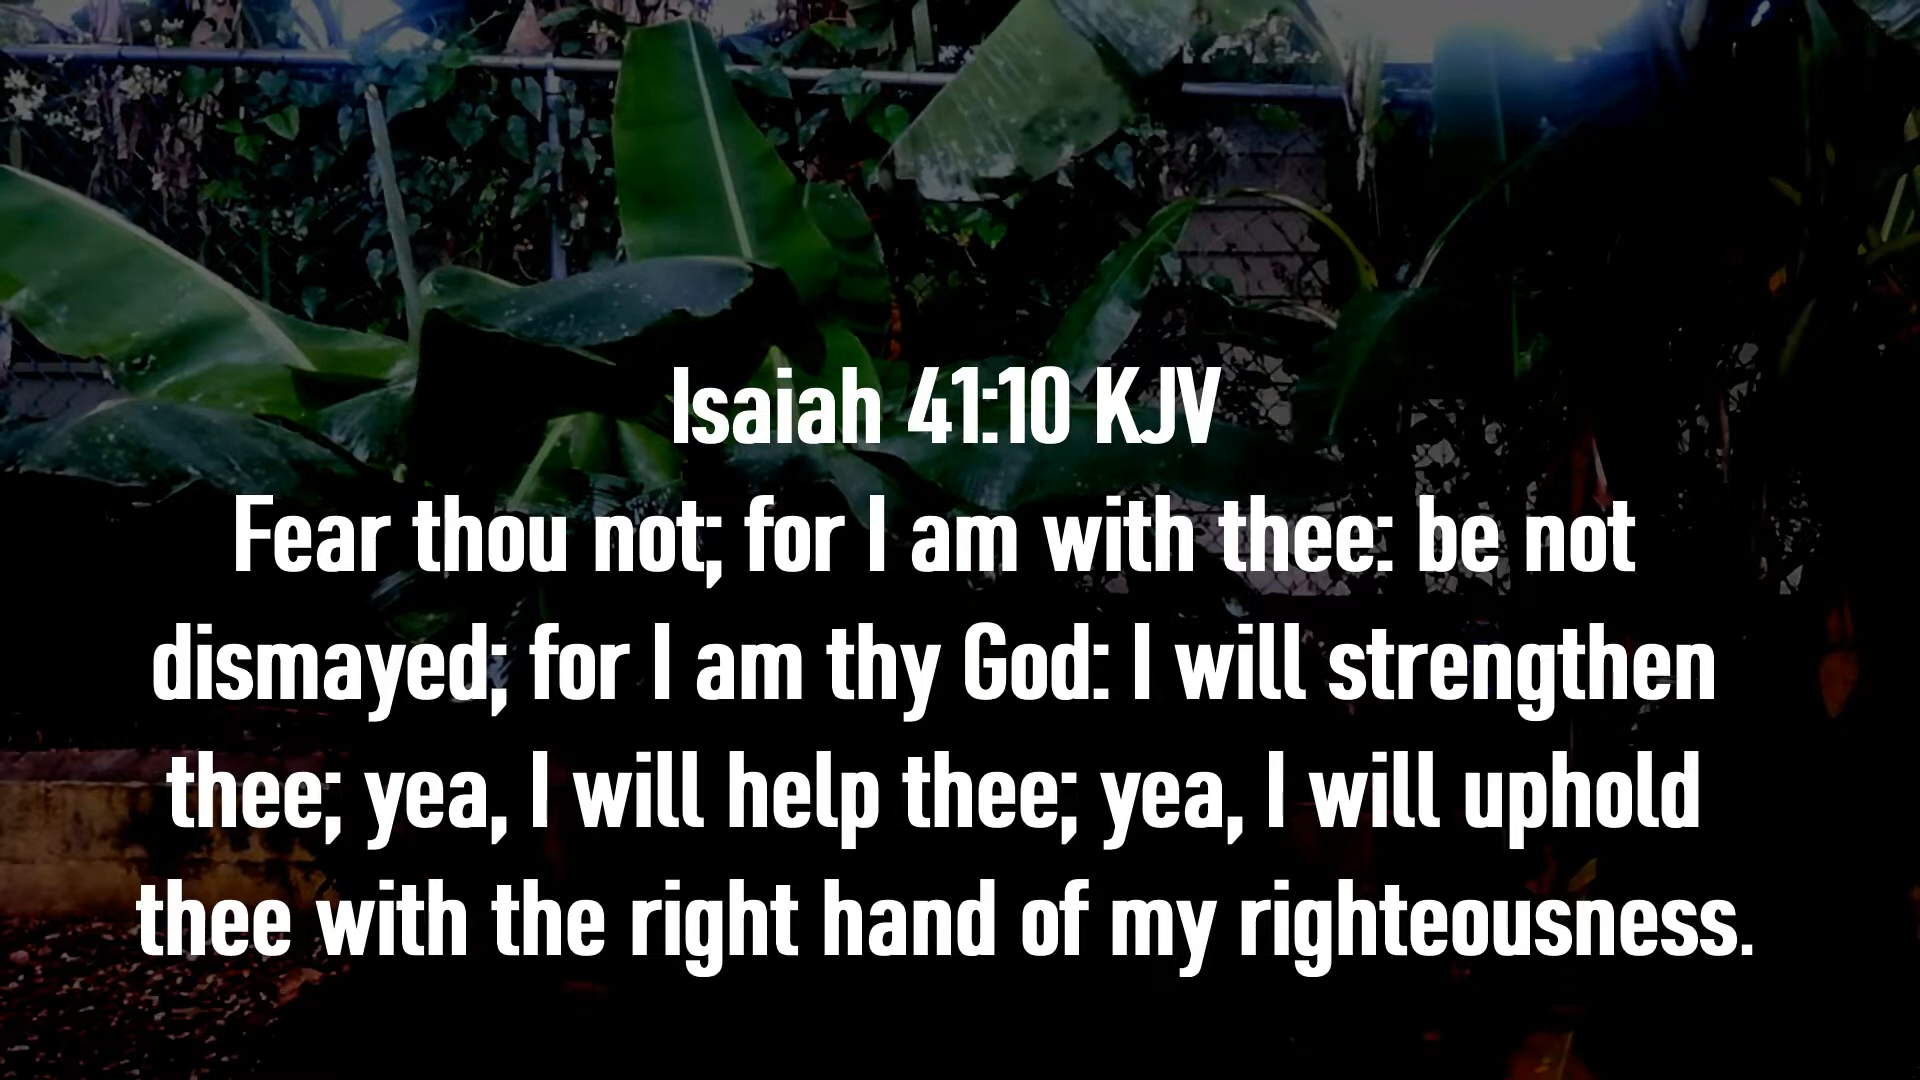 Isaiah 41:10 KJV
Fear thou not; for I am with thee: be not
dismayed; for I am thy God: I will strengthen
thee; yea, I will help thee; yea, I will uphold
thee with the right hand of my righteousness.